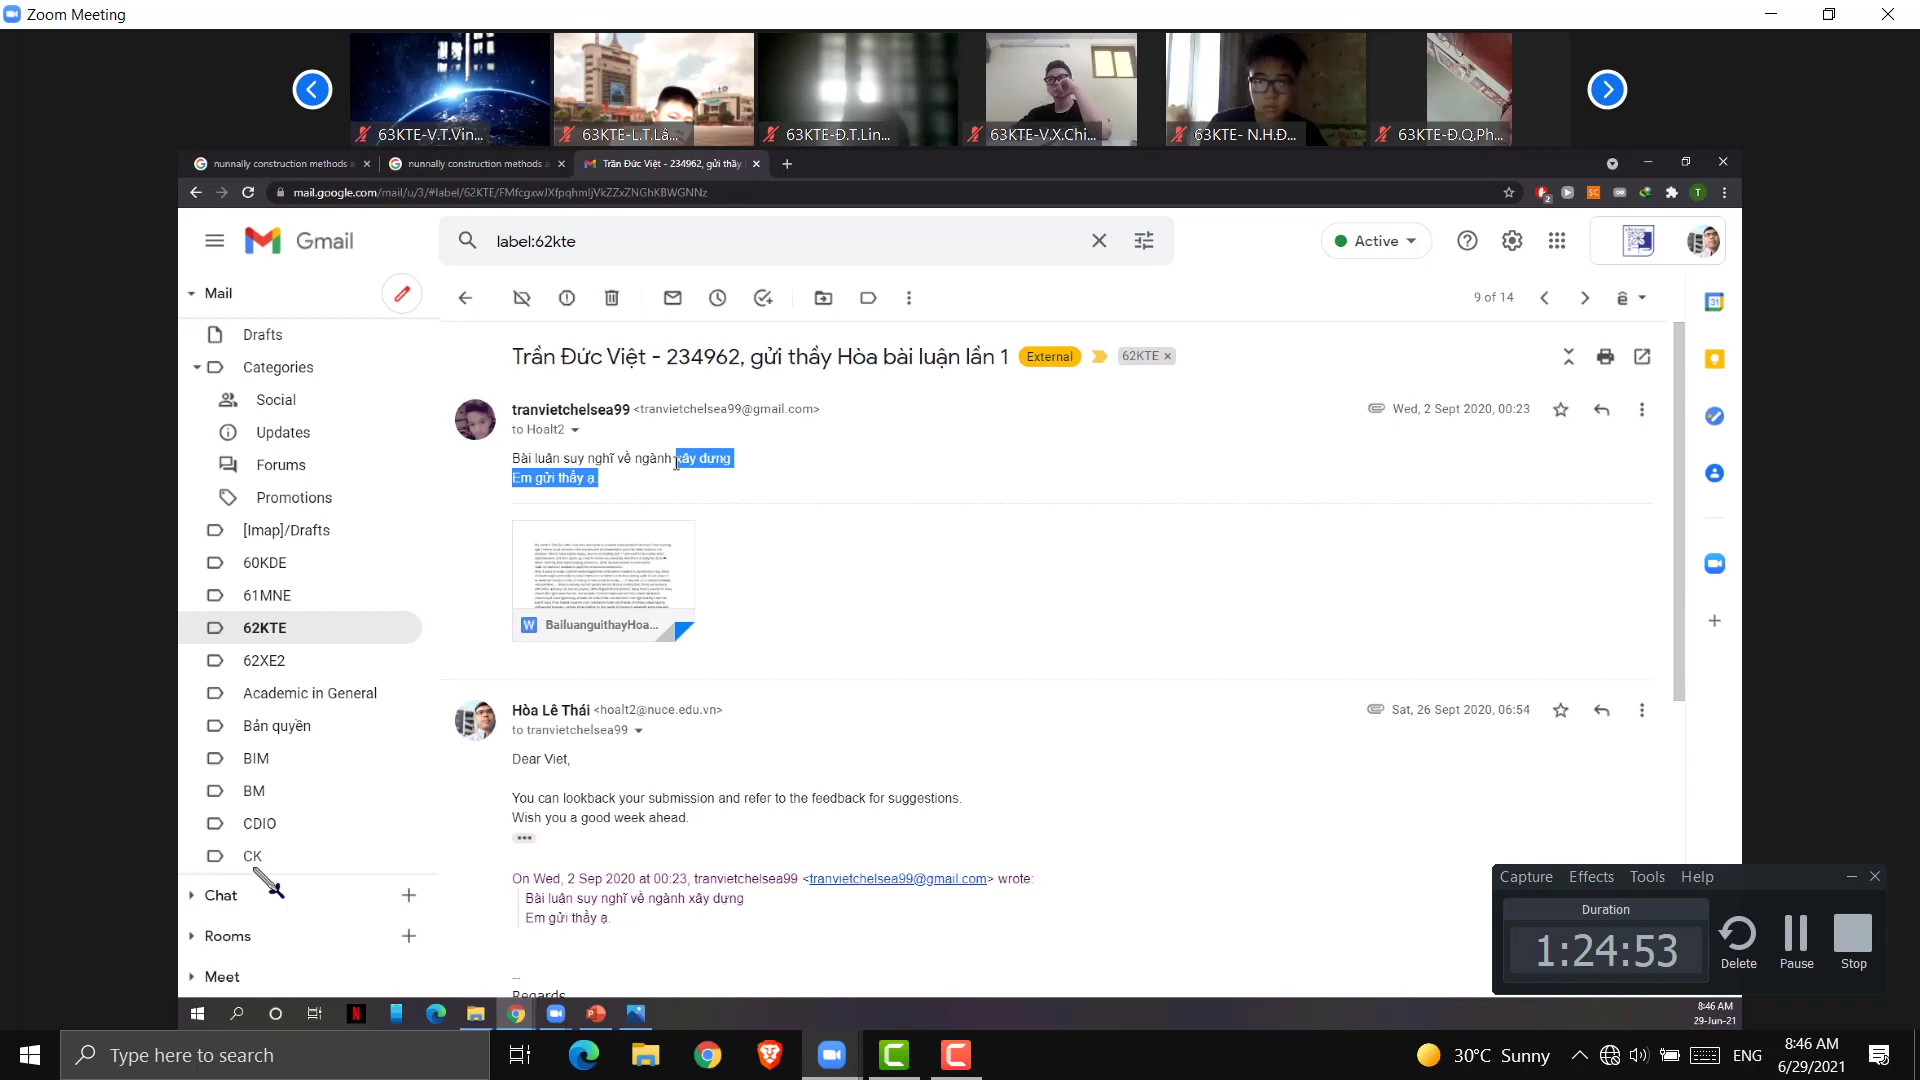 Zoom Meeting
63KTE-V.T.Vin...
63KTE-L.T.Lâ...
63KTE-Đ.T.Lin...
63KTE-V.X.Chi...
63KTE- N.H.Đ...
63KTE-Đ.Q.Ph...
nunnally construction methods a
nunnally construction methods a
Trần Đức Việt - 234962, gửi thầy
mail.google.com/mail/u/3/#label/62KTE/FMfcgxwJXfpqhmljVkZZxZNGhKBWGNNz
Gmail
label:62kte
Active
Mail
9 of 14
Drafts
Categories
Social
Updates
Forums
Promotions
[Imap]/Drafts
60KDE
61MNE
62KTE
62XE2
Academic in General
Bản quyền
BIM
BM
CDIO
CK
Chat
Rooms
Meet
Trần Đức Việt - 234962, gửi thầy Hòa bài luận lần 1
External
62KTE ×
tranvietchelsea99 <tranvietchelsea99@gmail.com>
Wed, 2 Sept 2020, 00:23
to Hoalt2
Bài luận suy nghĩ về ngành xây dựng
Em gửi thầy ạ.
W BailuanguithayHoa...
Hòa Lê Thái <hoalt2@nuce.edu.vn>
Sat, 26 Sept 2020, 06:54
to tranvietchelsea99
Dear Viet,
You can lookback your submission and refer to the feedback for suggestions.
Wish you a good week ahead.
On Wed, 2 Sep 2020 at 00:23, tranvietchelsea99 <tranvietchelsea99@gmail.com> wrote:
Bài luận suy nghĩ về ngành xây dựng
Em gửi thầy ạ.
--
Regards
Capture Effects Tools Help
Duration
1:24:53
Delete Pause Stop
8:46 AM
29-Jun-21
Type here to search
30°C Sunny
ENG
8:46 AM
6/29/2021